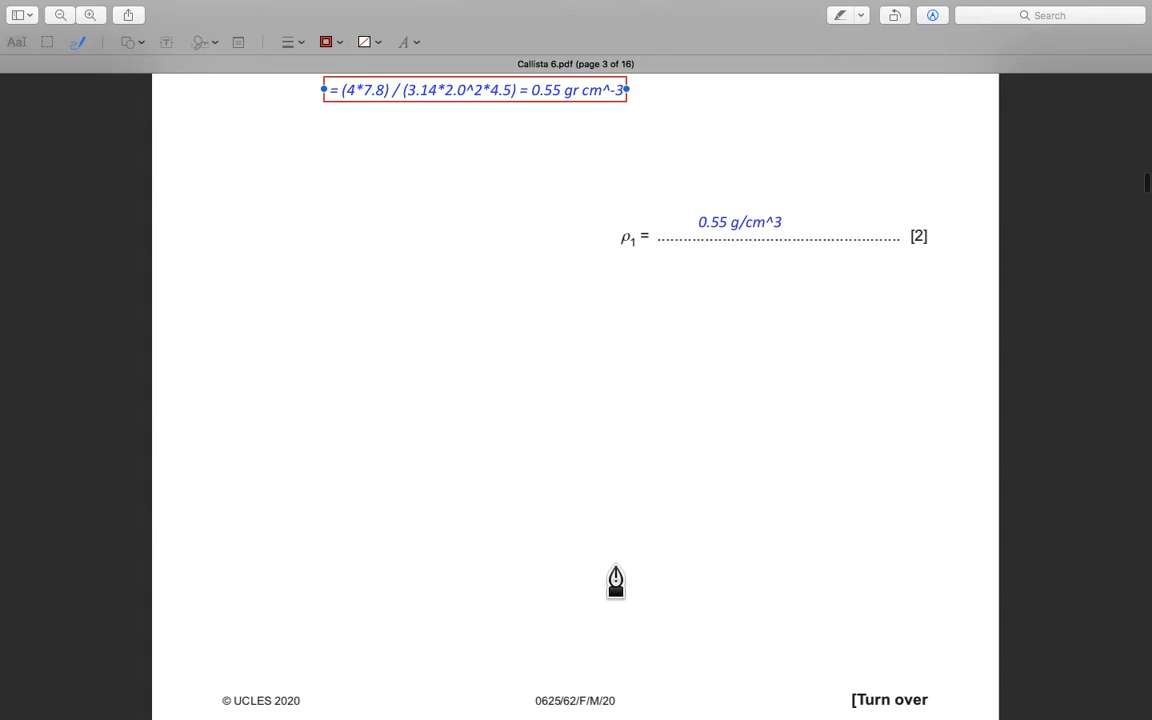 Search
AaI
T
A
Callista 6.pdf (page 3 of 16)
= (4*7.8) / (3.14*2.0^2*4.5) = 0.55 gr cm^-3
0.55 g/cm^3
ρ1 = .......................................................... [2]
© UCLES 2020
0625/62/F/M/20
[Turn over